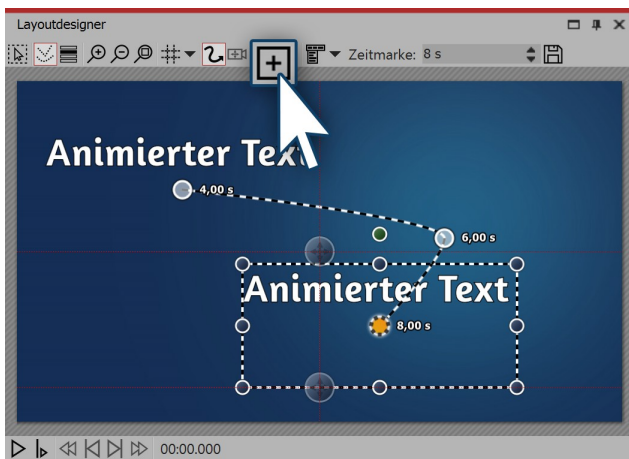 Layoutdesigner
Zeitmarke: 8 s
Animierter Text
4,00 s
6,00 s
Animierter Text
8,00 s
00:00.000